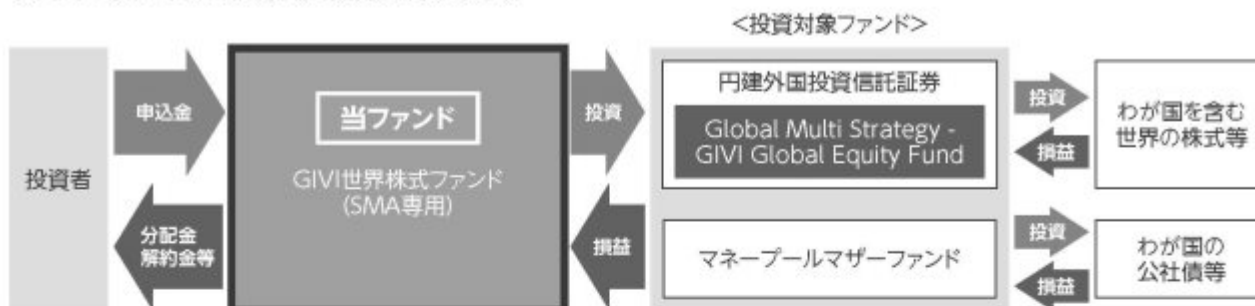 <投資対象ファンド>
投資者
申込金
分配金
解約金等
当ファンド
GIVI世界株式ファンド
(SMA専用)
投資
損益
円建外国投資信託証券
Global Multi Strategy -
GIVI Global Equity Fund
マネープールマザーファンド
投資
損益
わが国を含む
世界の株式等
投資
損益
わが国の
公社債等